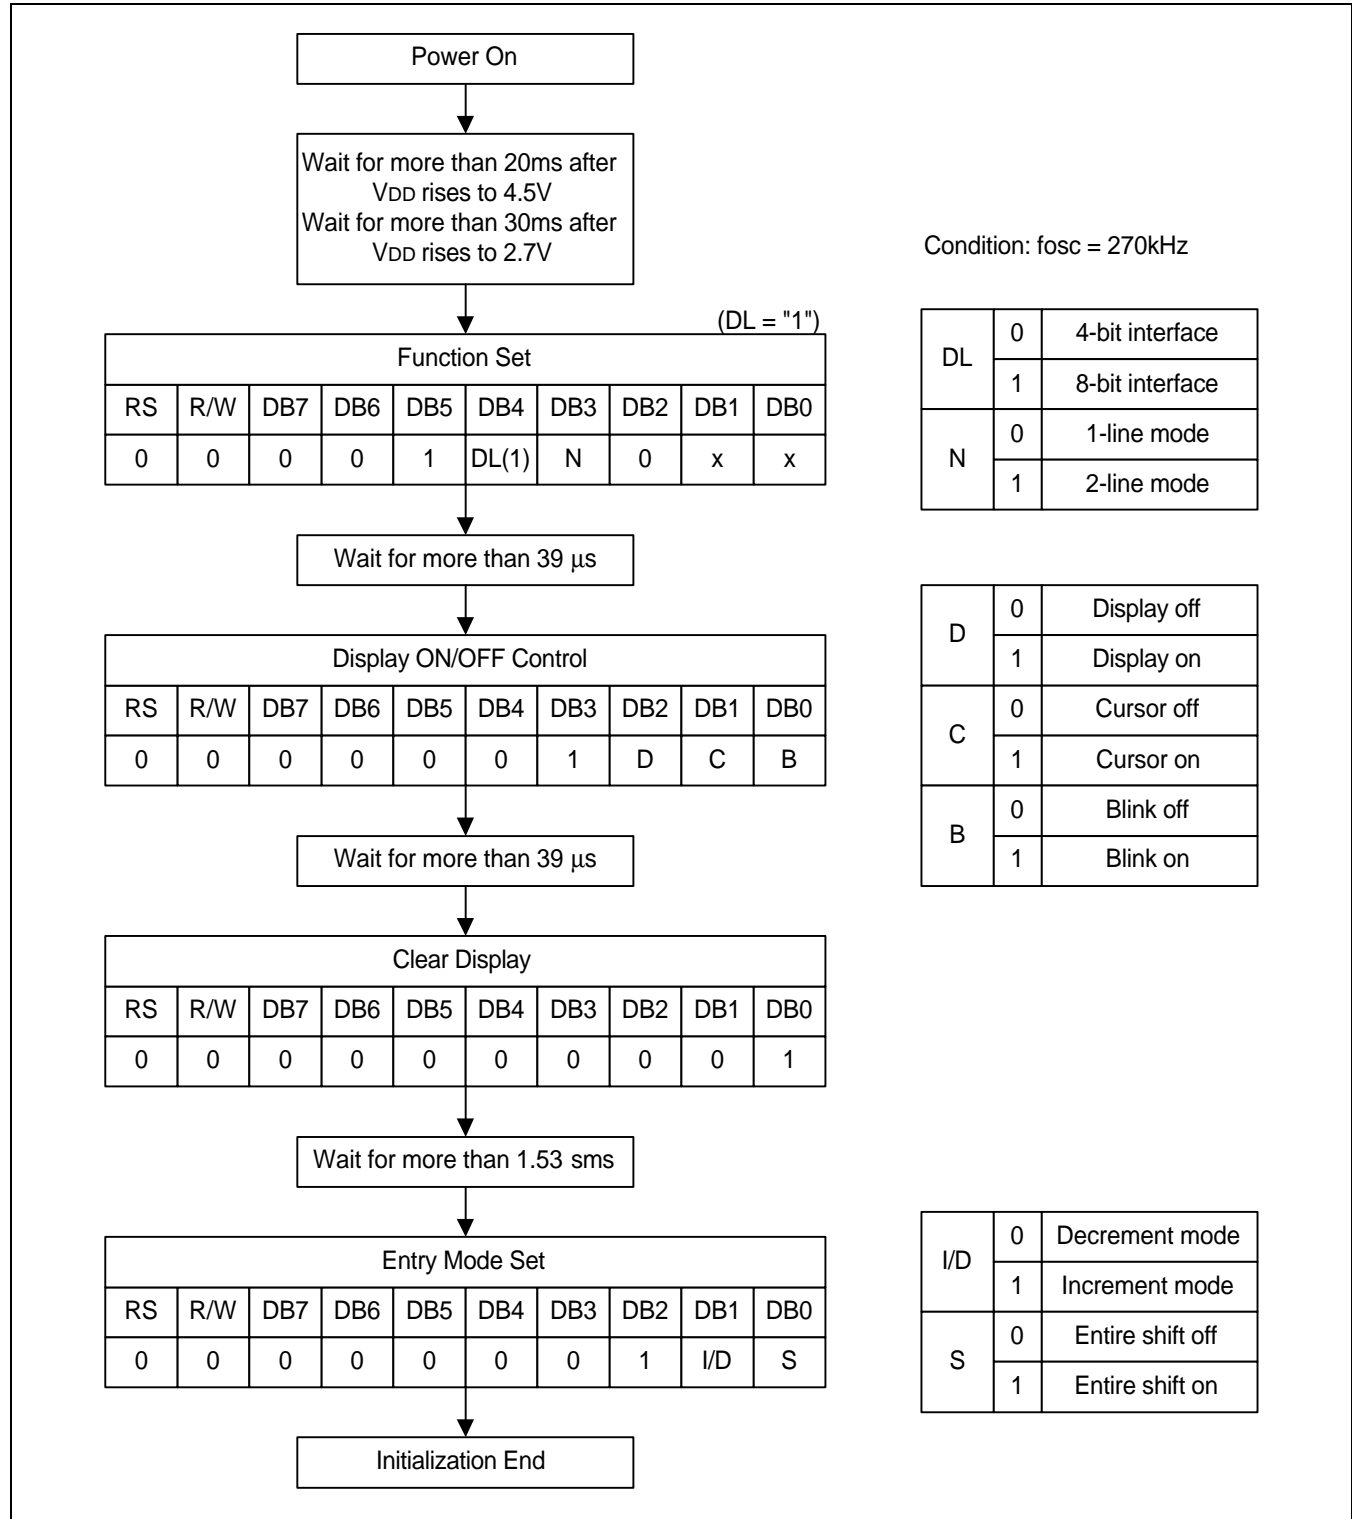 Power On
Wait for more than 20ms after
VDD rises to 4.5V
Wait for more than 30ms after
VDD rises to 2.7V
Condition: fosc = 270kHz
(DL = "1")
Function Set
RS R/W DB7 DB6 DB5 DB4 DB3 DB2 DB1 DB0
0 0 0 0 1 DL(1) N 0 x x
DL 0 4-bit interface
1 8-bit interface
N 0 1-line mode
1 2-line mode
Wait for more than 39 μs
Display ON/OFF Control
RS R/W DB7 DB6 DB5 DB4 DB3 DB2 DB1 DB0
0 0 0 0 0 0 1 D C B
D 0 Display off
1 Display on
C 0 Cursor off
1 Cursor on
B 0 Blink off
1 Blink on
Wait for more than 39 μs
Clear Display
RS R/W DB7 DB6 DB5 DB4 DB3 DB2 DB1 DB0
0 0 0 0 0 0 0 0 0 1
Wait for more than 1.53 sms
Entry Mode Set
RS R/W DB7 DB6 DB5 DB4 DB3 DB2 DB1 DB0
0 0 0 0 0 0 0 1 I/D S
I/D 0 Decrement mode
1 Increment mode
S 0 Entire shift off
1 Entire shift on
Initialization End